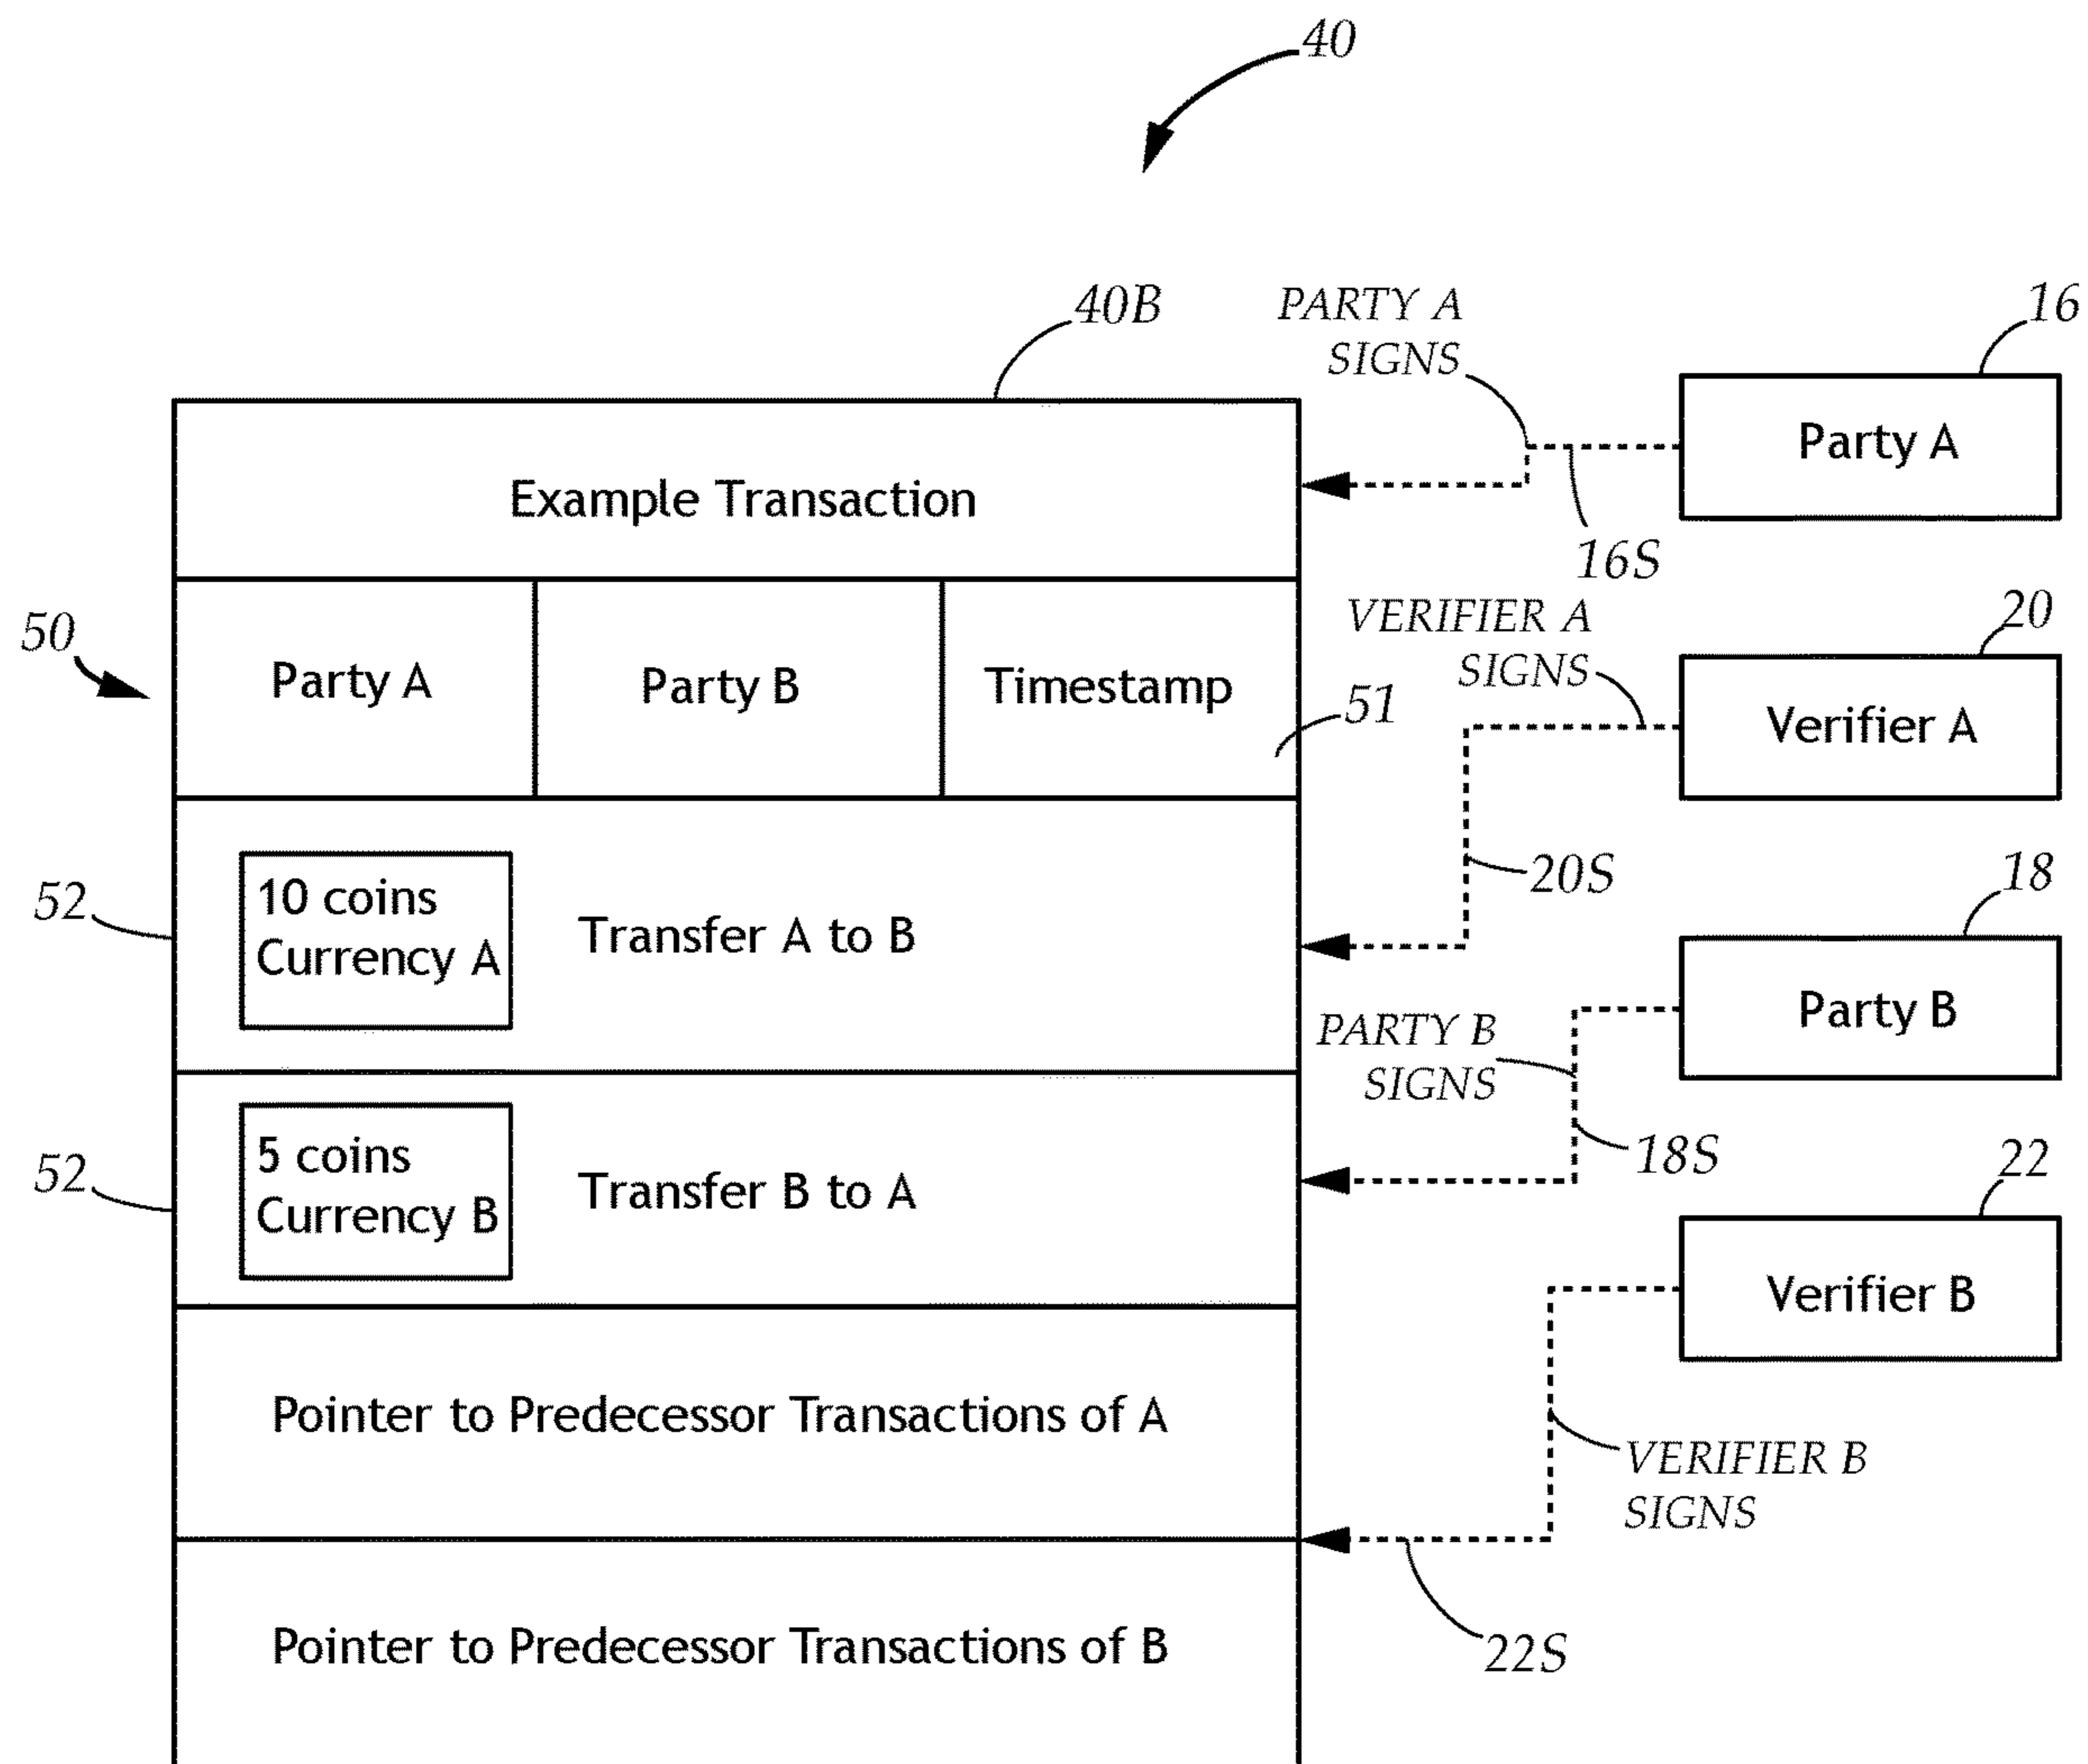 40
40B
PARTY A
SIGNS
16
Party A
Example Transaction
16S
50
Party A
Party B
Timestamp
51
VERIFIER A
SIGNS
20
Verifier A
52
10 coins
Currency A
Transfer A to B
20S
18
Party B
PARTY B
SIGNS
18S
52
5 coins
Currency B
Transfer B to A
22
Verifier B
Pointer to Predecessor Transactions of A
VERIFIER B
SIGNS
Pointer to Predecessor Transactions of B
22S